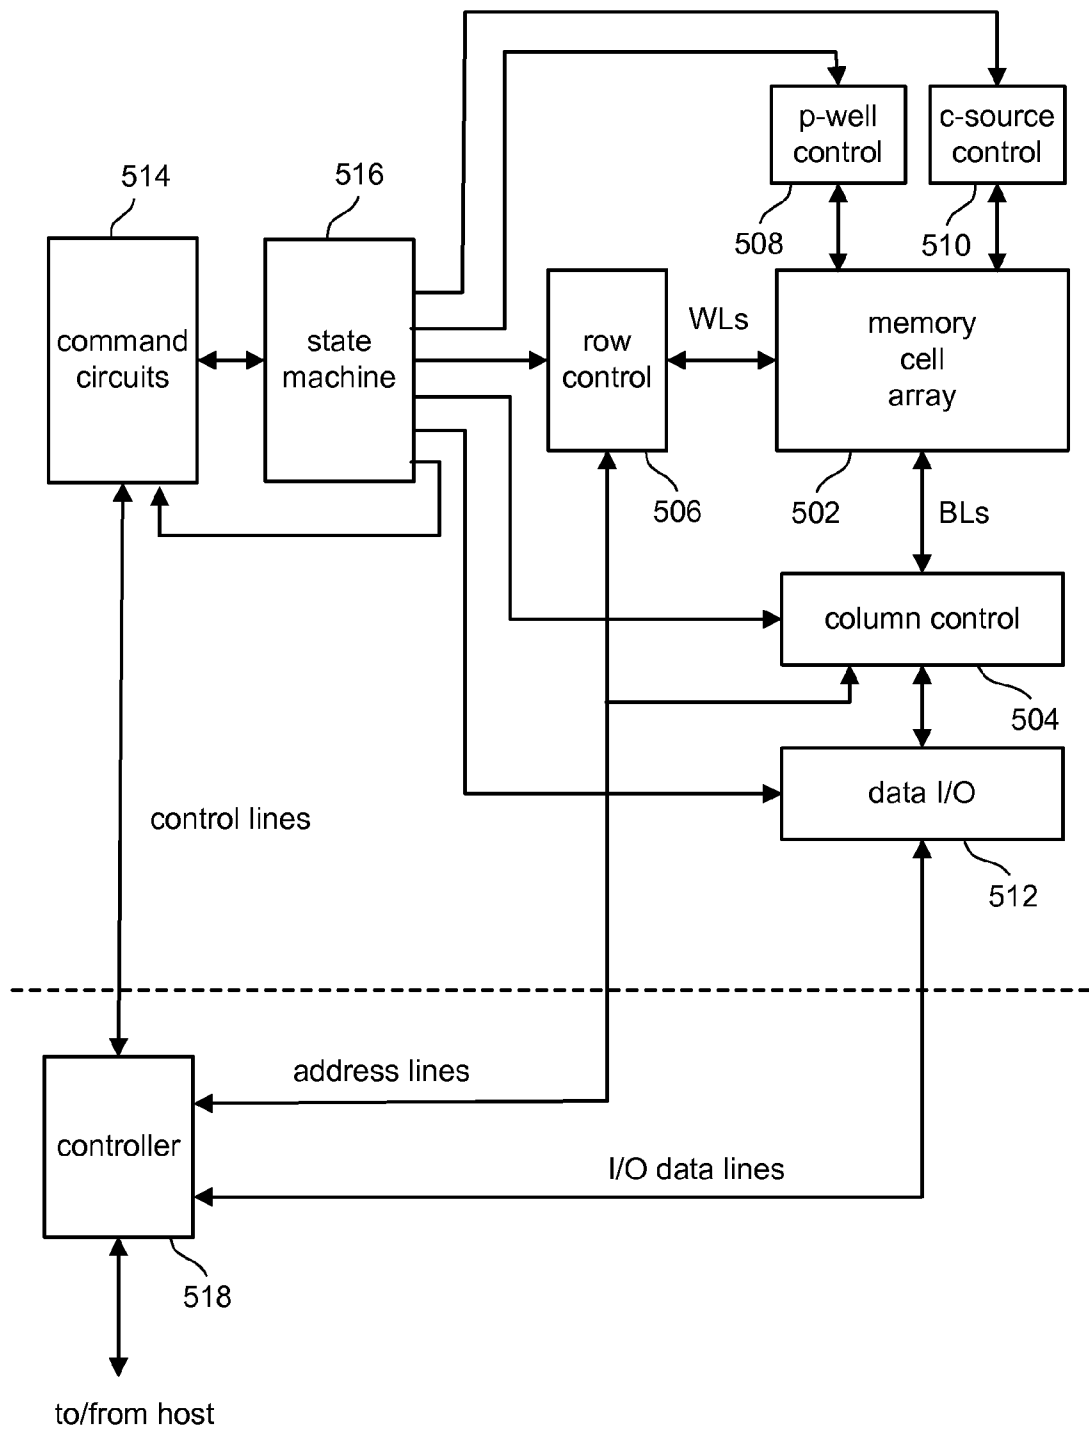 p-well
control
c-source
control
514
516
508
510
command
circuits
state
machine
row
control
WLs
memory
cell
array
506
502
BLs
column control
504
data I/O
control lines
512
address lines
controller
I/O data lines
518
to/from host